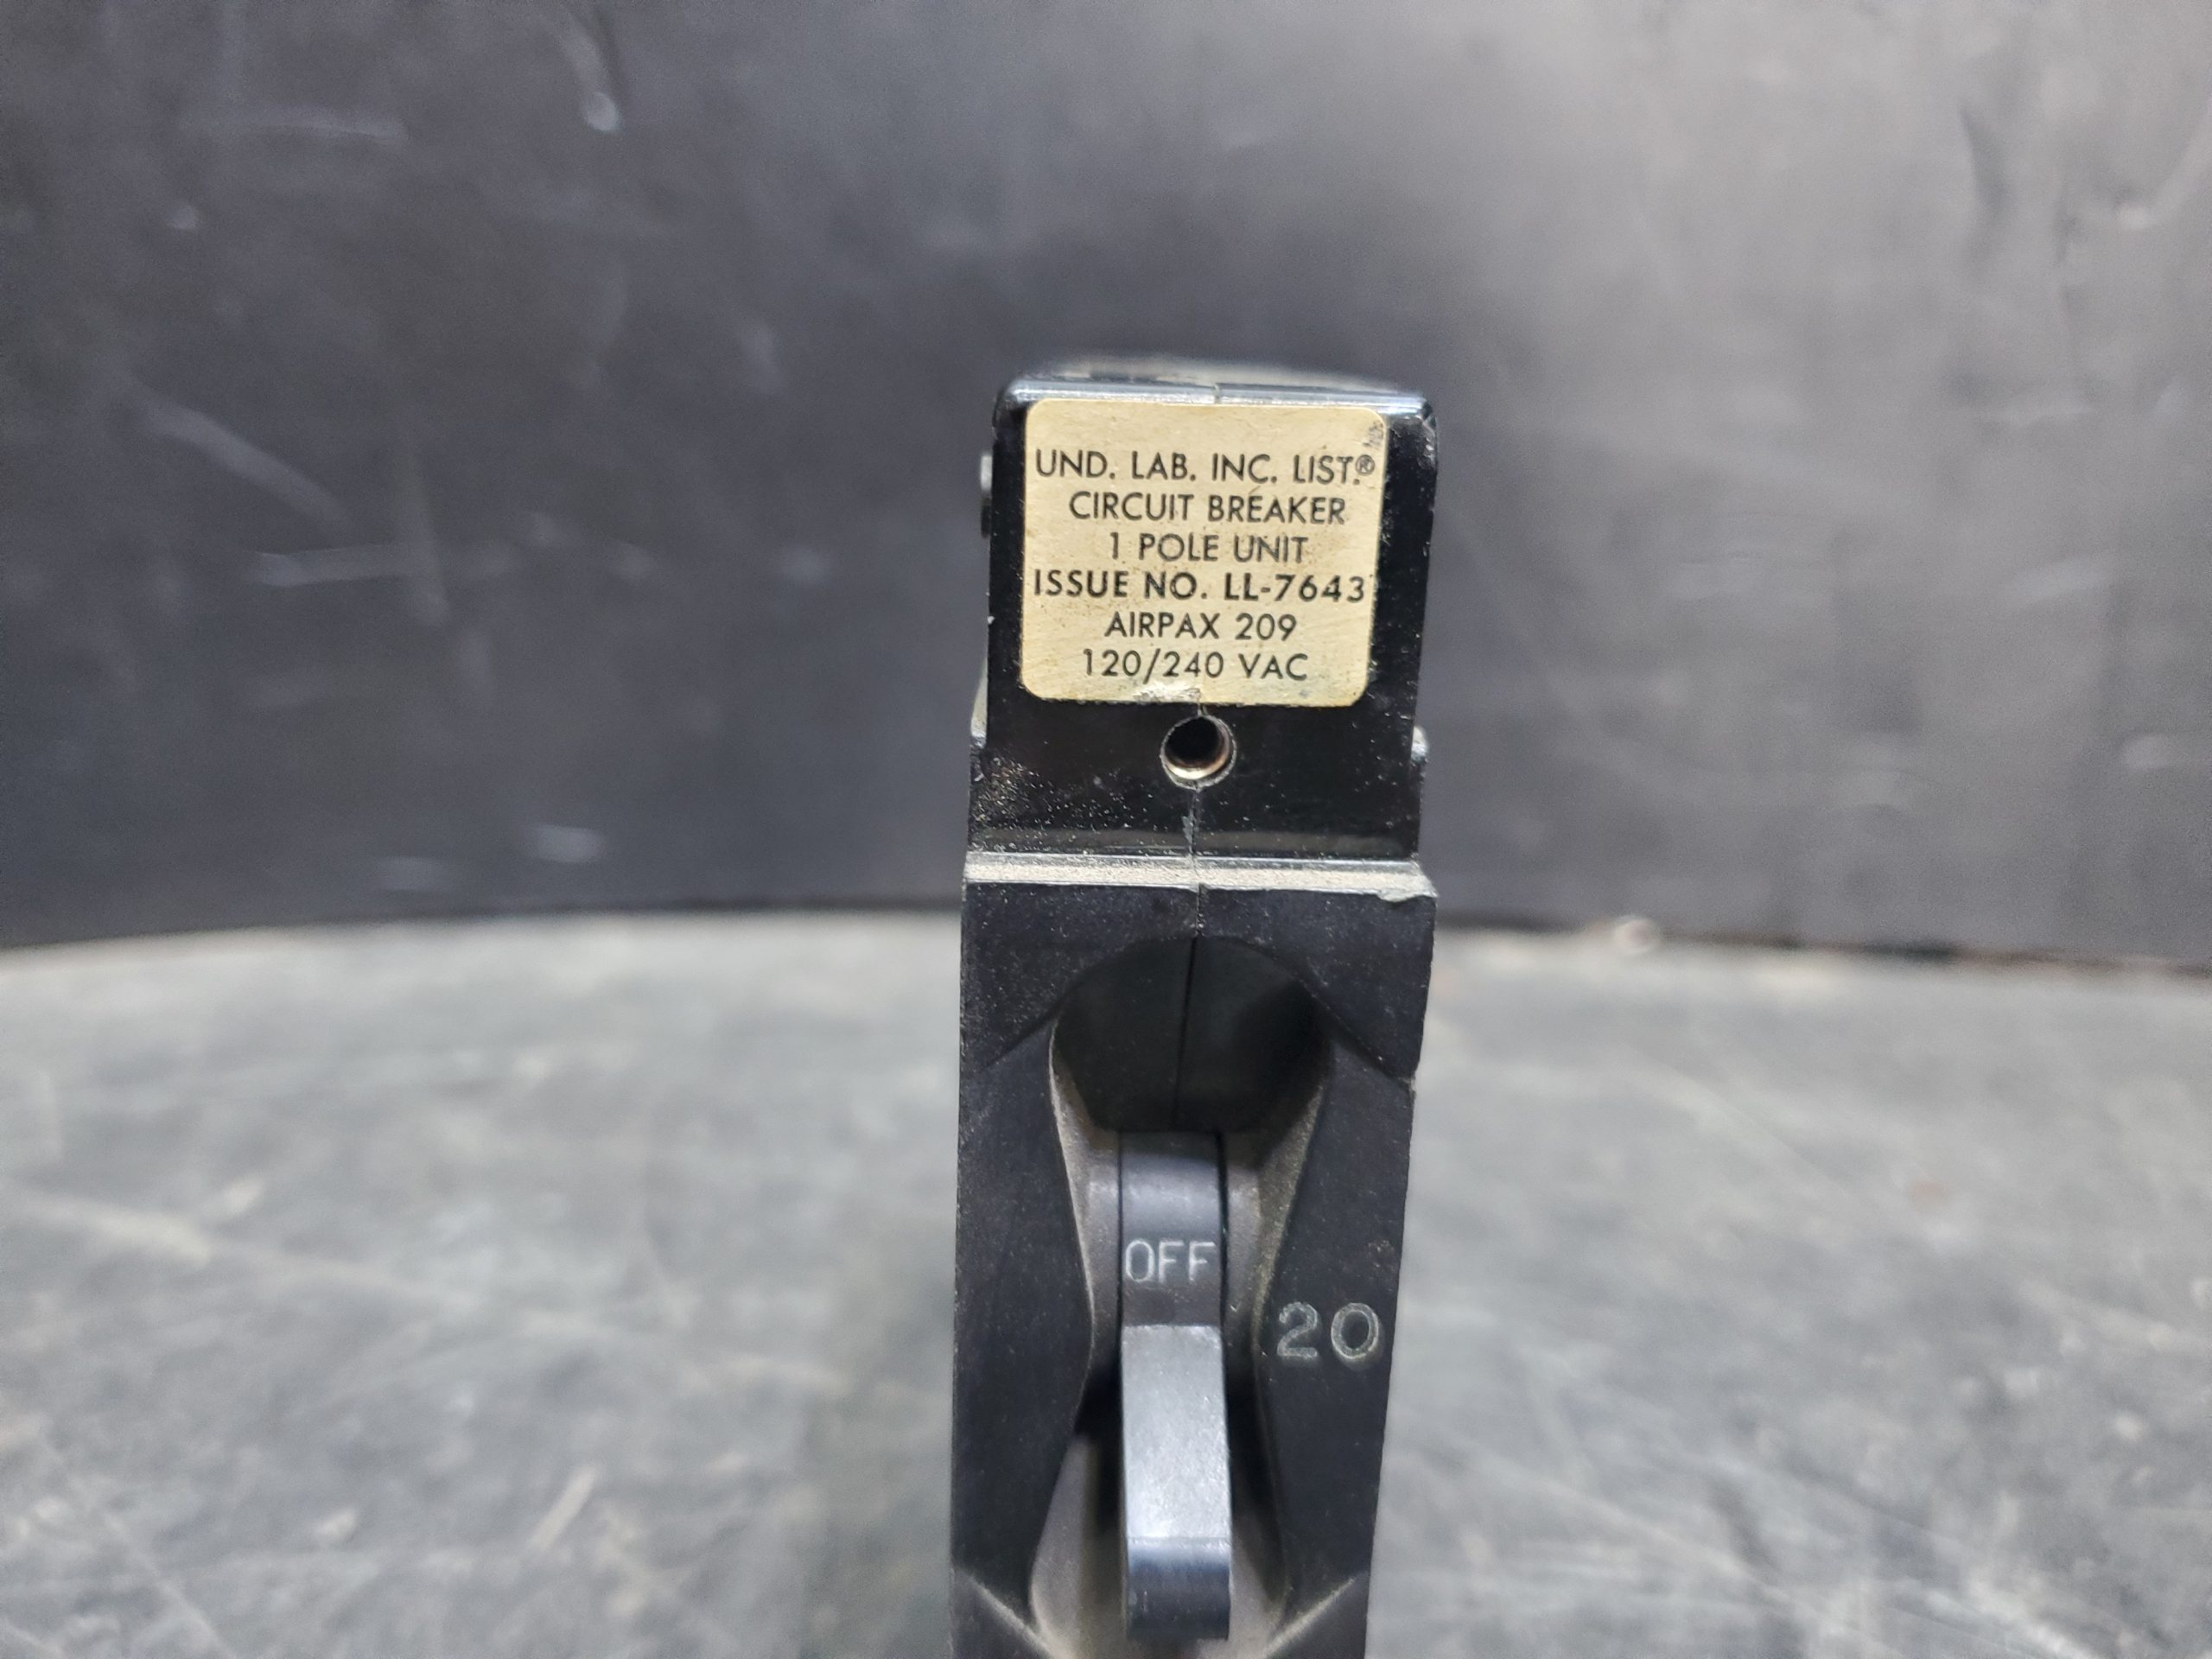 UND. LAB. INC. LIST.®
CIRCUIT BREAKER
1 POLE UNIT
ISSUE NO. LL-7643
AIRPAX 209
120/240 VAC
OFF
20